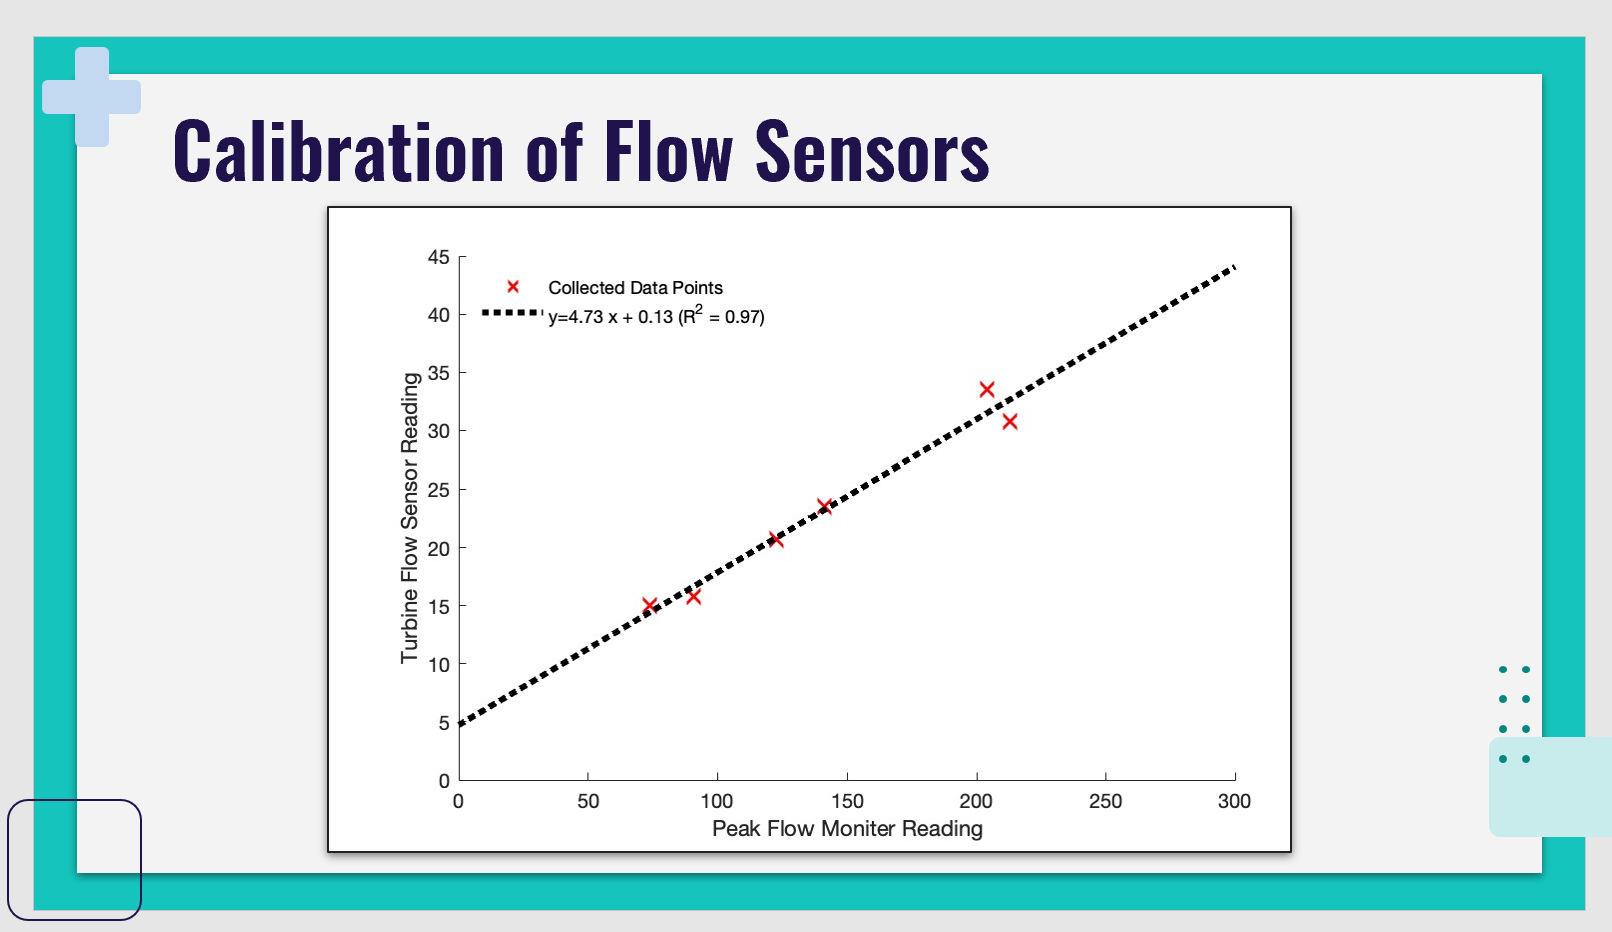 Calibration of Flow Sensors
45
Collected Data Points
40
y=4.73 x + 0.13 (R² = 0.97)
35
30
25
20
15
10
5
0
Turbine Flow Sensor Reading
0 50 100 150 200 250 300
Peak Flow Moniter Reading